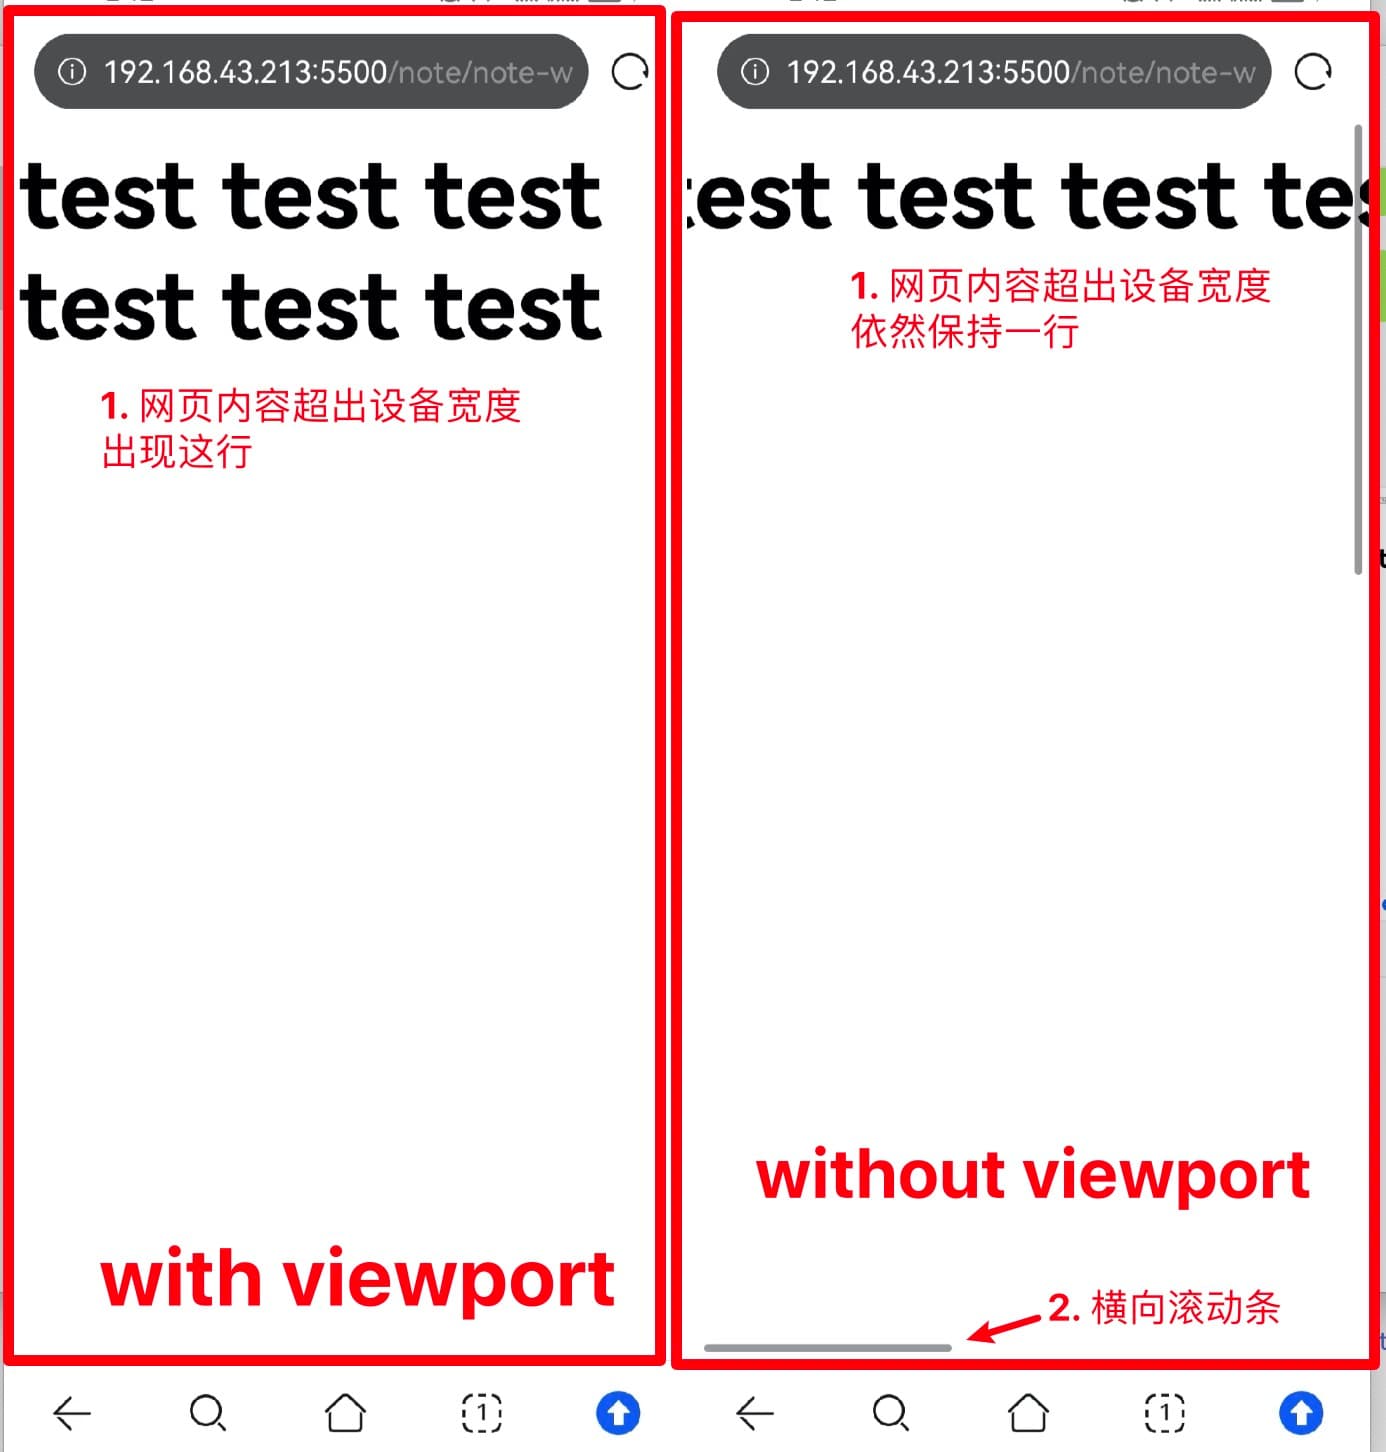 192.168.43.213:5500/note/note-w
test test test
test test test
1. 网页内容超出设备宽度
出现这行
with viewport
1
192.168.43.213:5500/note/note-w
est test test tes
1. 网页内容超出设备宽度
依然保持一行
without viewport
2. 横向滚动条
1